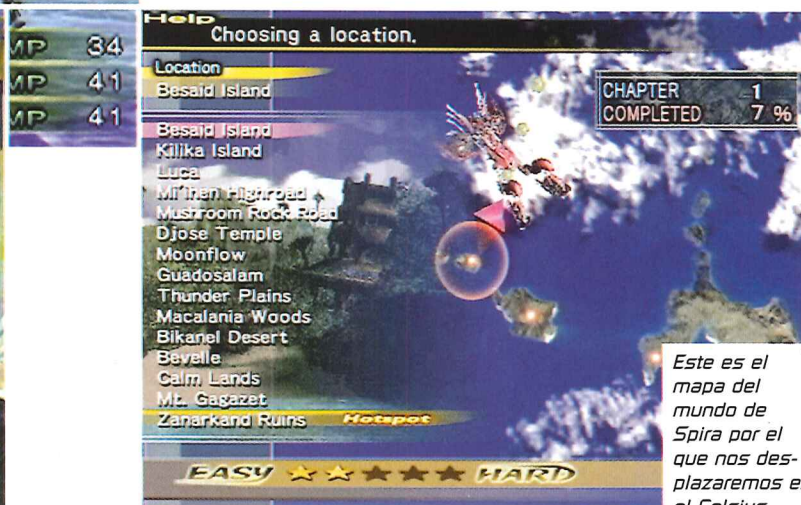 MP 34
MP 41
MP 41
Help
Choosing a location.
Location
Besaid Island
CHAPTER 1
COMPLETED 7 %
Besaid Island
Kilika Island
Luca
Mi'ihen Highroad
Mushroom Rock Road
Djose Temple
Moonflow
Guadosalam
Thunder Plains
Macalania Woods
Bikanel Desert
Bevelle
Calm Lands
Mt. Gagazet
Zanarkand Ruins Hotspot
EASY HARD
Este es el
mapa del
mundo de
Spira por el
que nos des-
plazaremos
el Celsius